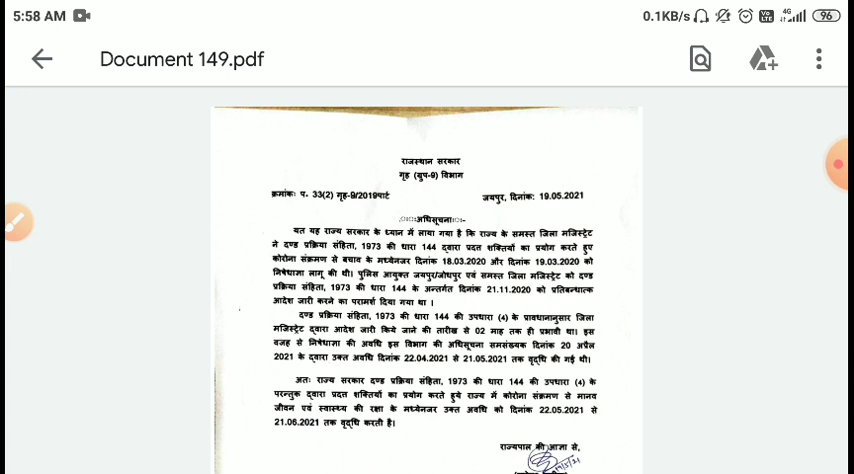 5:58 AM
0.1KB/s
4G
Vo LTE
96
Document 149.pdf
राजस्थान सरकार
गृह (ग्रुप-9) विभाग
क्रमांकः प. 33(2) गृह-9/2019पार्ट
जयपुर, दिनांक: 19.05.2021
.::::अधिसूचना::::-
यत यह राज्य सरकार के ध्यान में लाया गया है कि राज्य के समस्त जिला मजिस्ट्रेट
ने दण्ड प्रक्रिया संहिता, 1973 की धारा 144 द्वारा प्रदत शक्तियों का प्रयोग करते हुए
कोरोना संक्रमण से बचाव के मध्येनजर दिनांक 18.03.2020 और दिनांक 19.03.2020 को
निषेधाज्ञा लागू की थी। पुलिस आयुक्त जयपुर/जोधपुर एवं समस्त जिला मजिस्ट्रेट को दण्ड
प्रक्रिया संहिता, 1973 की धारा 144 के अन्तर्गत दिनांक 21.11.2020 को प्रतिबन्धात्मक
आदेश जारी करने का परामर्श दिया गया था ।
दण्ड प्रक्रिया संहिता, 1973 की धारा 144 की उपधारा (4) के प्रावधानानुसार जिला
मजिस्ट्रेट द्वारा आदेश जारी किये जाने की तारीख से 02 माह तक ही प्रभावी था। इस
वजह से निषेधाज्ञा की अवधि इस विभाग की अधिसूचना समसंख्यक दिनांक 20 अप्रैल
2021 के द्वारा उक्त अवधि दिनांक 22.04.2021 से 21.05.2021 तक वृद्धि की गई थी।
अतः राज्य सरकार दण्ड प्रक्रिया संहिता, 1973 की धारा 144 की उपधारा (4) के
परन्तुक द्वारा प्रदत शक्तियों का प्रयोग करते हुये राज्य में कोरोना संक्रमण से मानव
जीवन एवं स्वास्थ्य की रक्षा के मध्येनजर उक्त अवधि को दिनांक 22.05.2021 से
21.06.2021 तक वृद्धि करती है।
राज्यपाल की आज्ञा से,